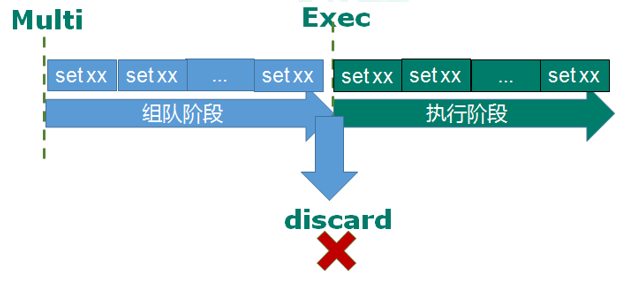 Multi
Exec
set xx
set xx
...
set xx
set xx
set xx
...
set xx
组队阶段
执行阶段
discard